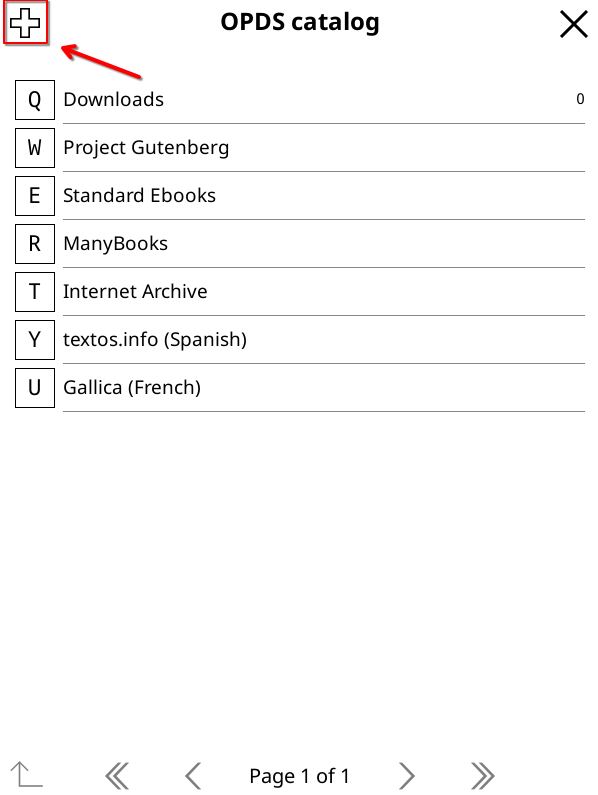 OPDS catalog
Q Downloads 0
W Project Gutenberg
E Standard Ebooks
R ManyBooks
T Internet Archive
Y textos.info (Spanish)
U Gallica (French)
Page 1 of 1